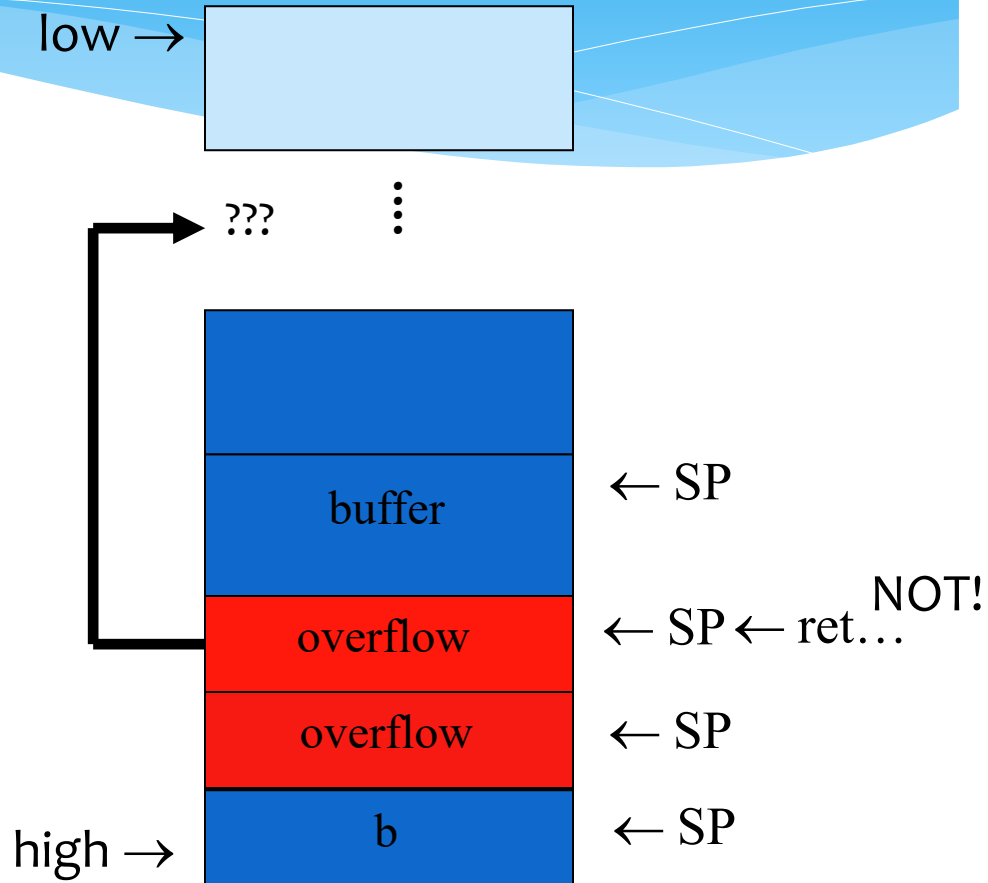 low →
???
buffer
← SP
NOT!
overflow
← SP ← ret…
overflow
← SP
b
← SP
high →